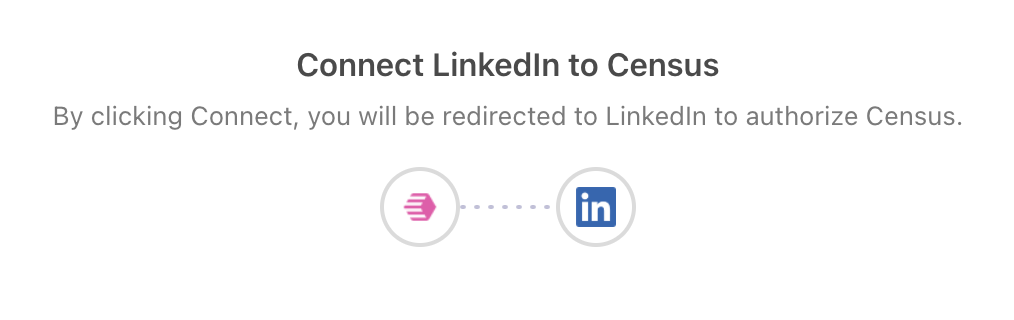 Connect LinkedIn to Census
By clicking Connect, you will be redirected to LinkedIn to authorize Census.
in